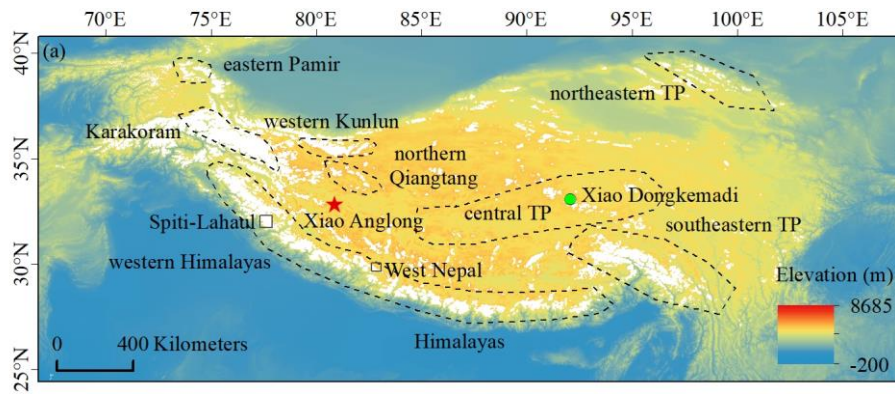 70°E 75°E 80°E 85°E 90°E 95°E 100°E 105°E
(a)
40°N
eastern Pamir
northeastern TP
Karakoram
western Kunlun
35°N
northern
Qiangtang
Xiao Anglong
central TP
Xiao Dongkemadi
southeastern TP
Spiti-Lahaul
western Himalayas
30°N
West Nepal
Himalayas
Elevation (m)
8685
-200
0 400 Kilometers
25°N